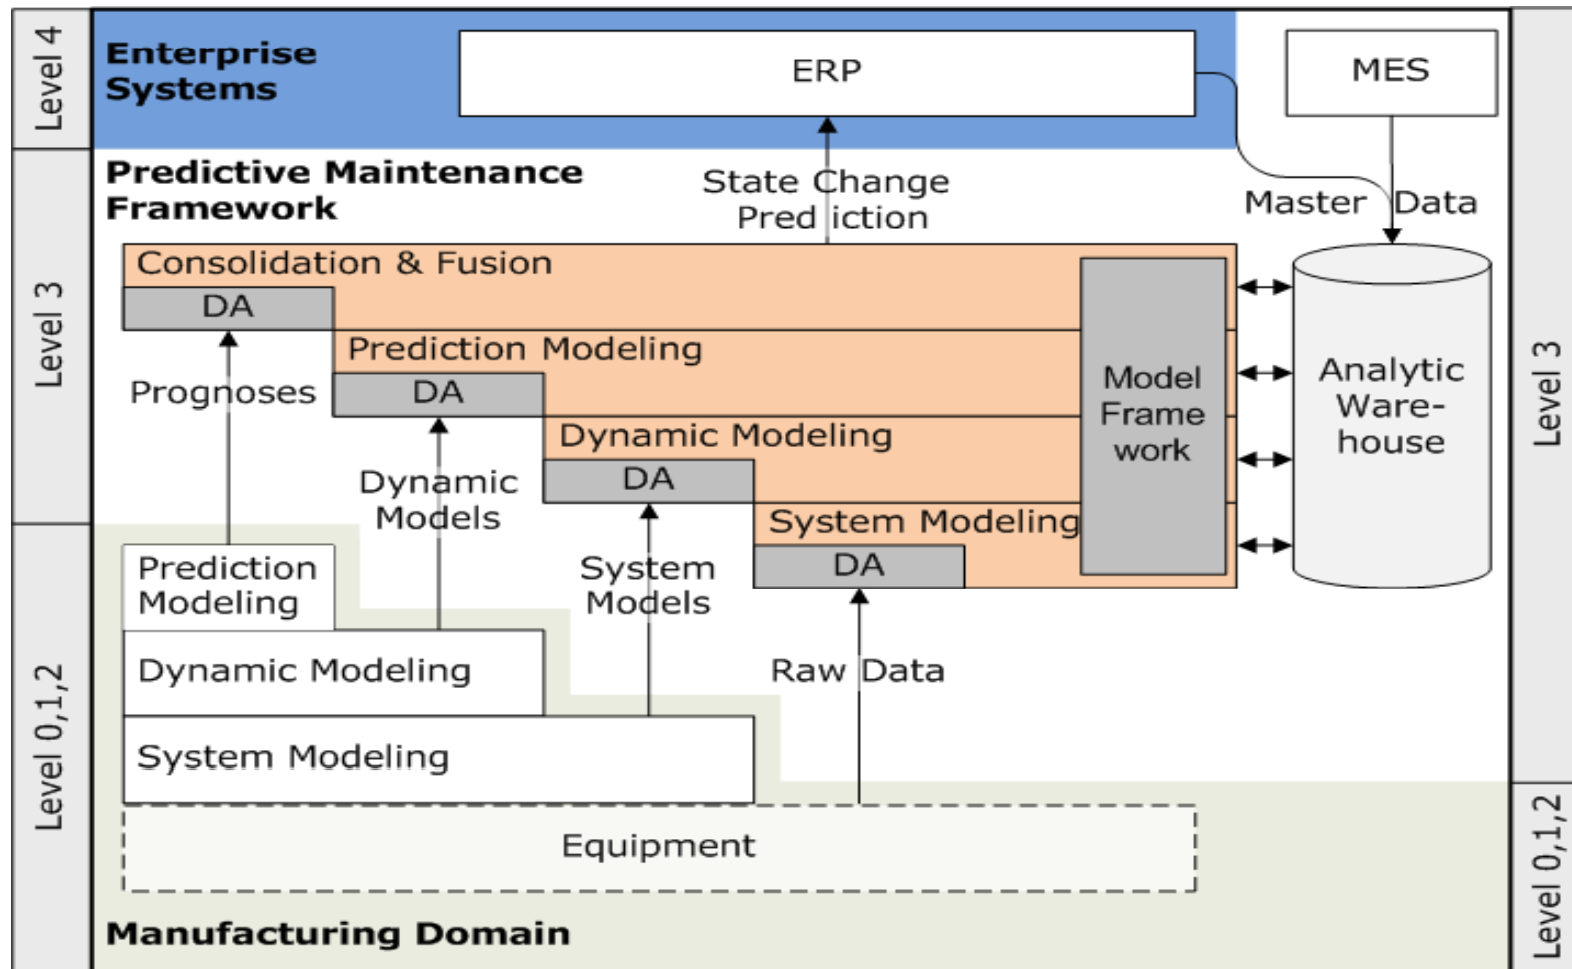 Level 4
Enterprise
Systems
ERP
MES
Predictive Maintenance
Framework
State Change
Pred iction
Master Data
Level 3
Consolidation & Fusion
DA
Prediction Modeling
DA
Prognoses
Dynamic Modeling
DA
Dynamic
Models
System Modeling
DA
System
Models
Model
Frame
work
Analytic
Ware-
house
Level 3
Prediction
Modeling
Dynamic Modeling
System Modeling
Raw Data
Level 0,1,2
Equipment
Manufacturing Domain
Level 0,1,2